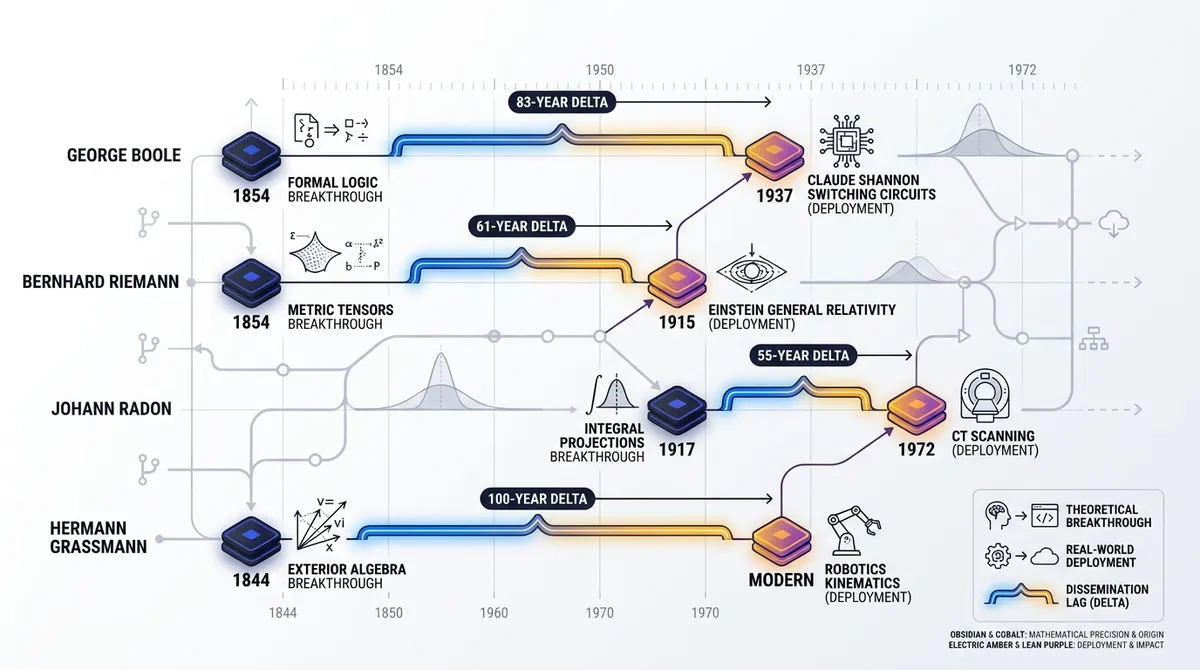 1854 1950 1937 1972
83-YEAR DELTA
GEORGE BOOLE
1854
FORMAL LOGIC
BREAKTHROUGH
1937
CLAUDE SHANNON
SWITCHING CIRCUITS
(DEPLOYMENT)
61-YEAR DELTA
BERNHARD RIEMANN
1854
METRIC TENSORS
BREAKTHROUGH
1915
EINSTEIN GENERAL RELATIVITY
(DEPLOYMENT)
55-YEAR DELTA
JOHANN RADON
INTEGRAL
PROJECTIONS
BREAKTHROUGH
1917
1972
CT SCANNING
(DEPLOYMENT)
100-YEAR DELTA
HERMANN
GRASSMANN
v=
vi
x
1844
EXTERIOR ALGEBRA
BREAKTHROUGH
MODERN
ROBOTICS
KINEMATICS
(DEPLOYMENT)
1844 1850 1960 1970 1970
THEORETICAL
BREAKTHROUGH
REAL-WORLD
DEPLOYMENT
DISSEMINATION
LAG (DELTA)
OBSIDIAN & COBALT: MATHEMATICAL PRECISION & ORIGIN
ELECTRIC AMBER & LEAN PURPLE: DEPLOYMENT & IMPACT